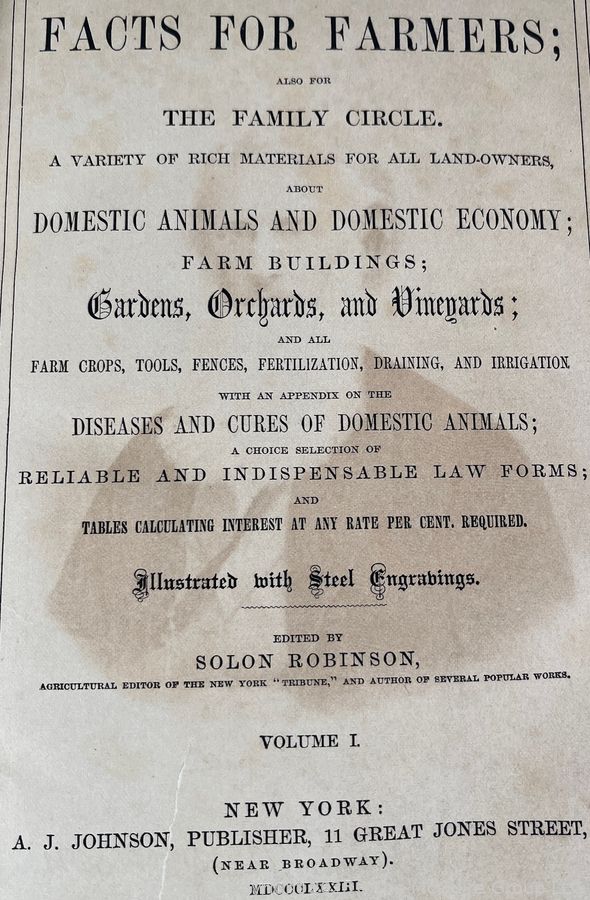 FACTS FOR FARMERS;
ALSO FOR
THE FAMILY CIRCLE.
A VARIETY OF RICH MATERIALS FOR ALL LAND-OWNERS,
ABOUT
DOMESTIC ANIMALS AND DOMESTIC ECONOMY;
FARM BUILDINGS;
Gardens, Orchards, and Vineyards;
AND ALL
FARM CROPS, TOOLS, FENCES, FERTILIZATION, DRAINING, AND IRRIGATION
WITH AN APPENDIX ON THE
DISEASES AND CURES OF DOMESTIC ANIMALS;
A CHOICE SELECTION OF
RELIABLE AND INDISPENSABLE LAW FORMS;
AND
TABLES CALCULATING INTEREST AT ANY RATE PER CENT. REQUIRED.
Illustrated with Steel Engravings.
EDITED BY
SOLON ROBINSON,
AGRICULTURAL EDITOR OF THE NEW YORK "TRIBUNE," AND AUTHOR OF SEVERAL POPULAR WORKS.
VOLUME I.
NEW YORK:
A. J. JOHNSON, PUBLISHER, 11 GREAT JONES STREET,
(NEAR BROADWAY).